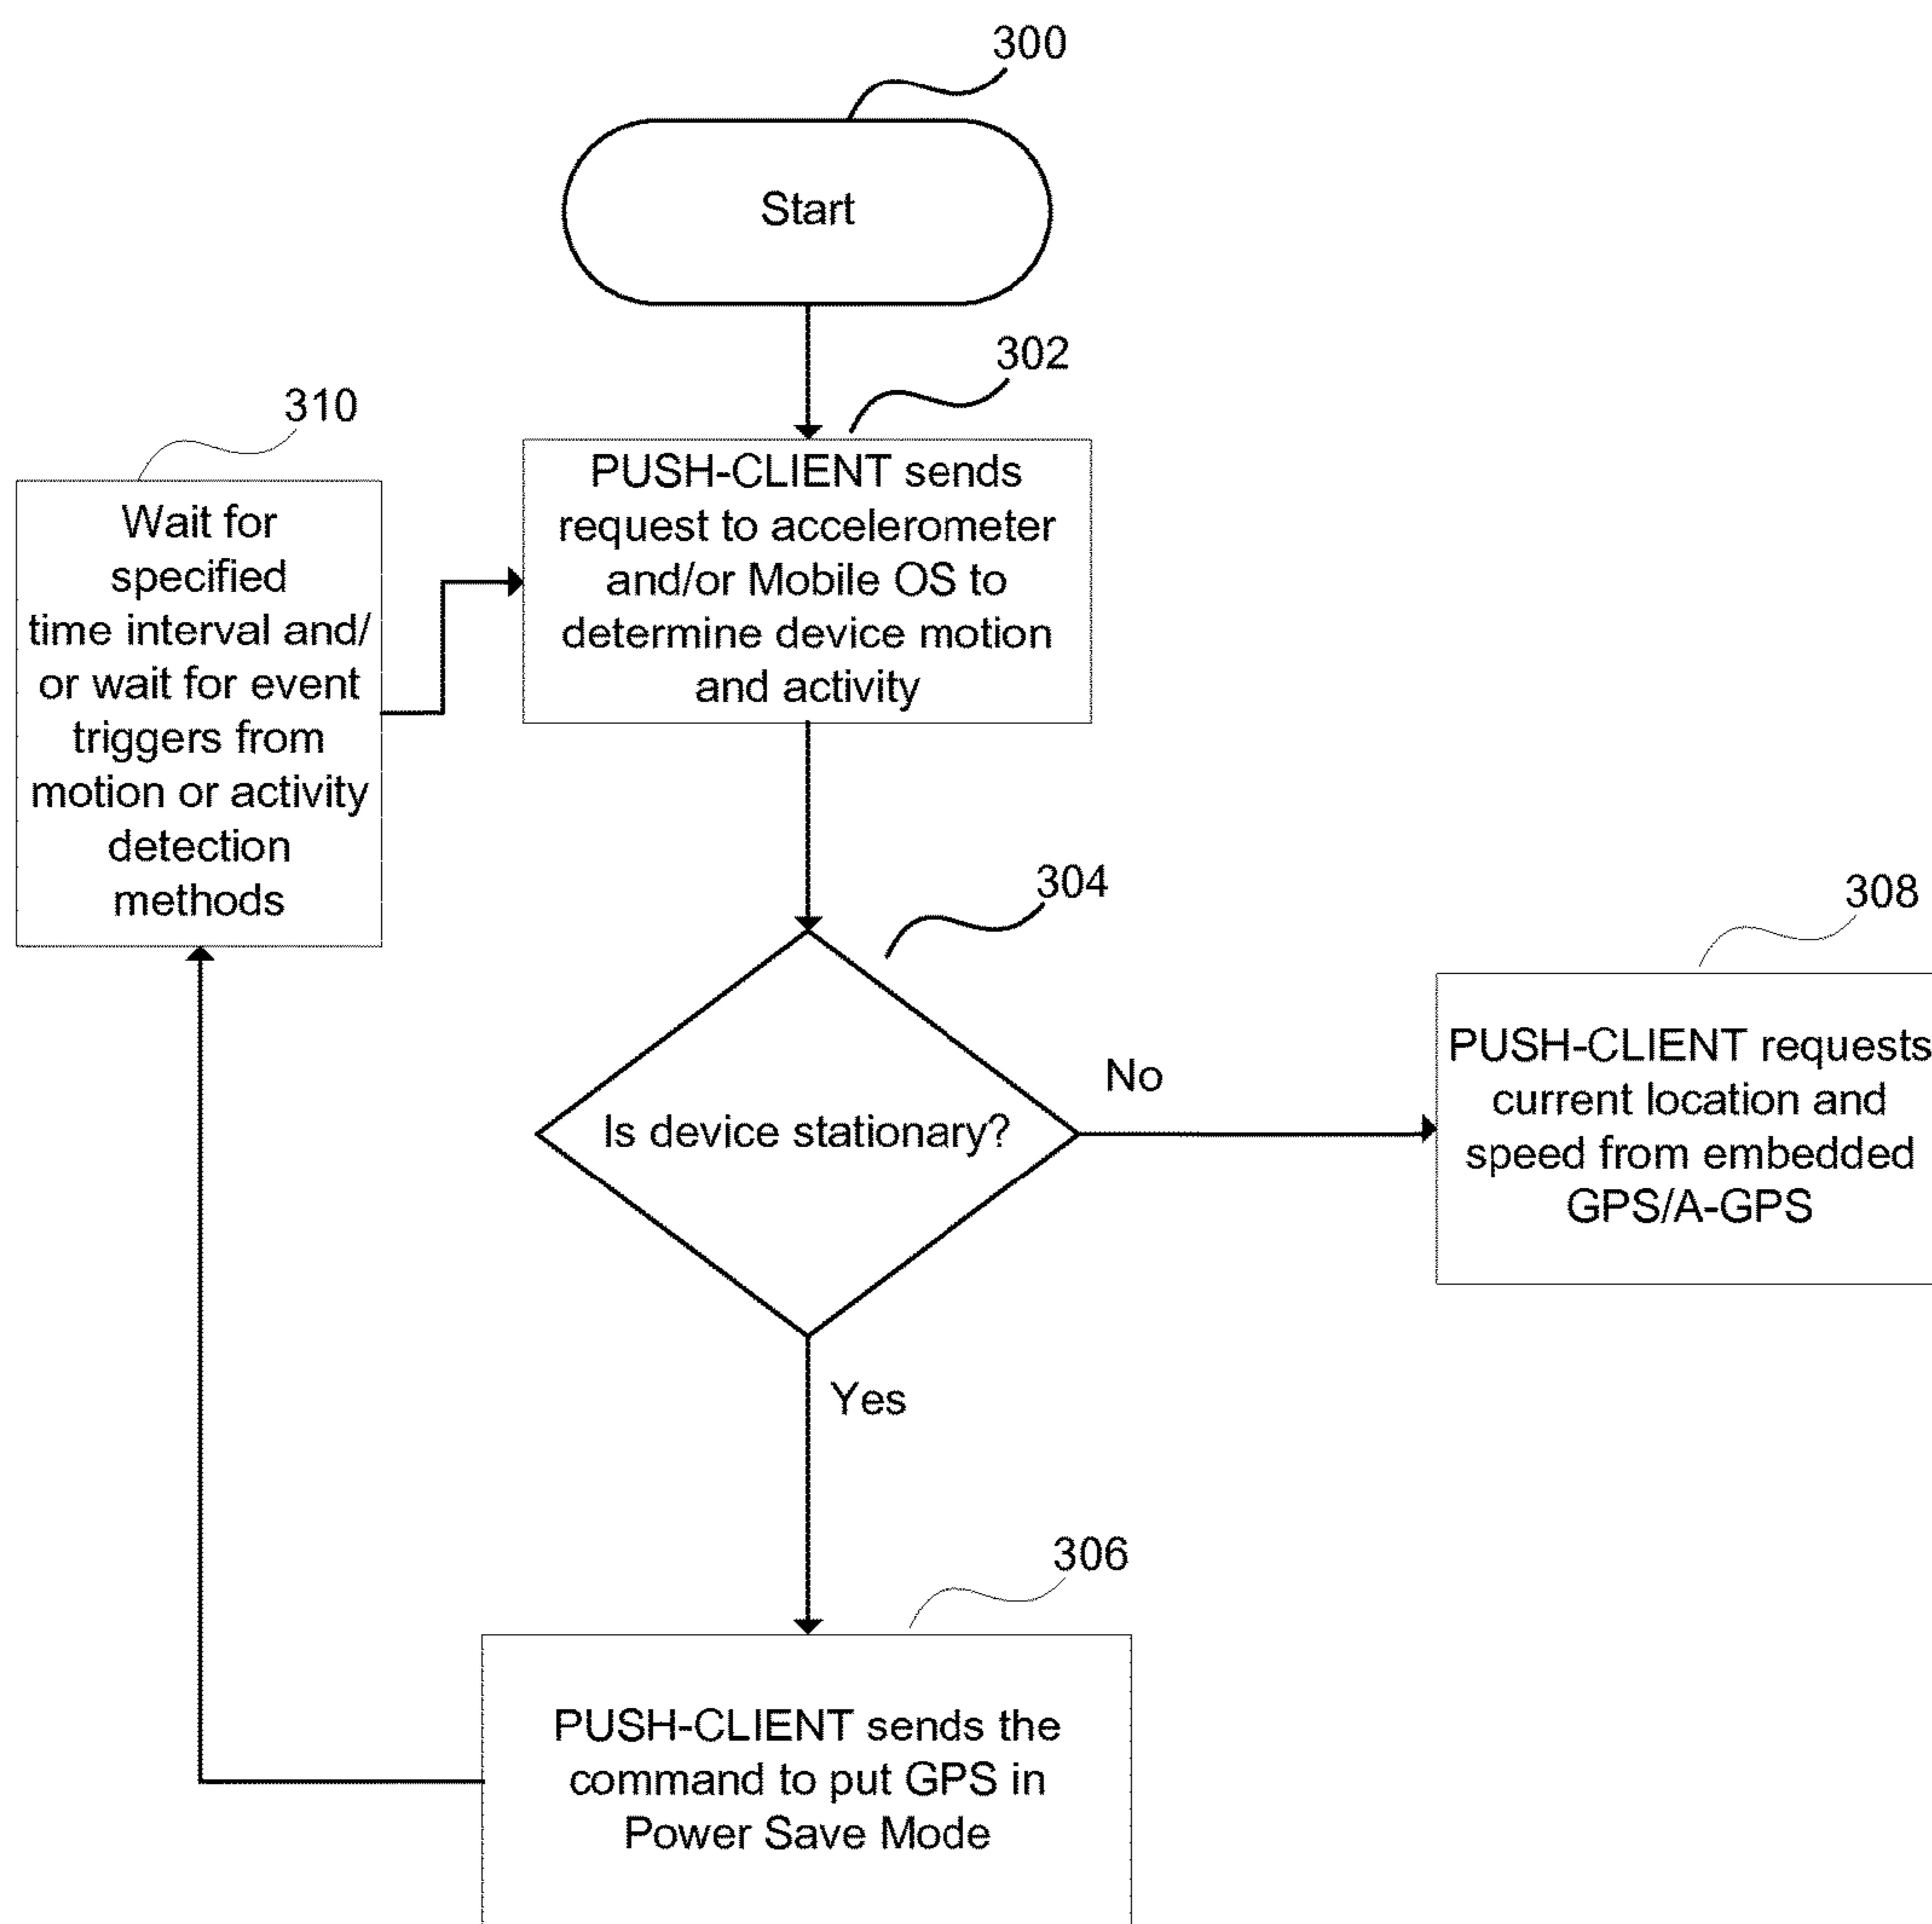 300
Start
302
PUSH-CLIENT sends
request to accelerometer
and/or Mobile OS to
determine device motion
and activity
310
Wait for
specified
time interval and/
or wait for event
triggers from
motion or activity
detection
methods
304
Is device stationary?
No
308
PUSH-CLIENT requests
current location and
speed from embedded
GPS/A-GPS
Yes
306
PUSH-CLIENT sends the
command to put GPS in
Power Save Mode